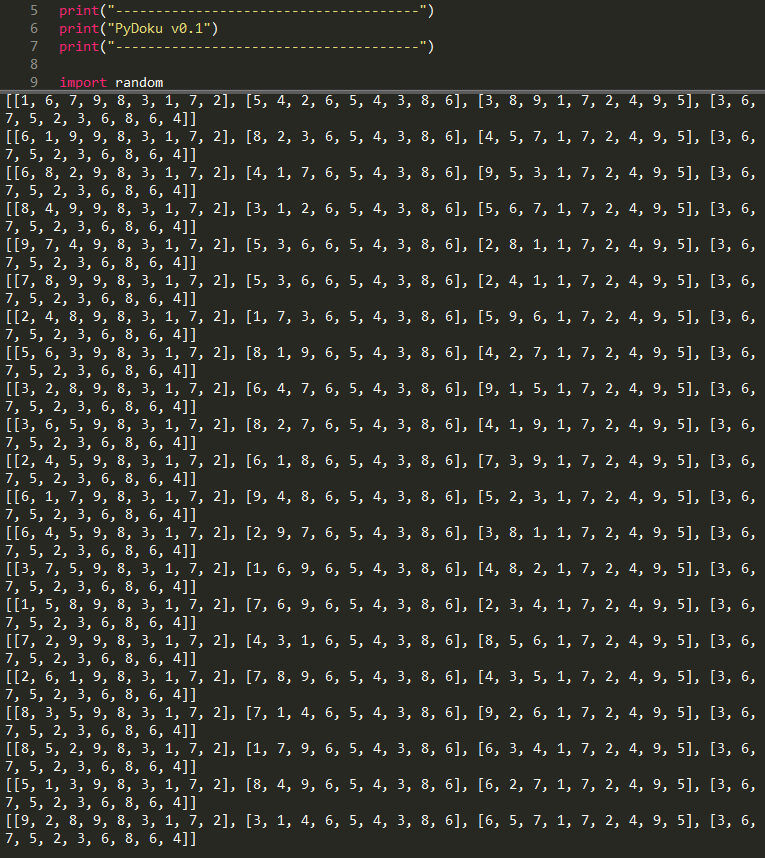 5 print("--------------------------------------")
6 print("PyDoku v0.1")
7 print("--------------------------------------")
8
9 import random
[[1, 6, 7, 9, 8, 3, 1, 7, 2], [5, 4, 2, 6, 5, 4, 3, 8, 6], [3, 8, 9, 1, 7, 2, 4, 9, 5], [3, 6,
7, 5, 2, 3, 6, 8, 6, 4]]
[[6, 1, 9, 9, 8, 3, 1, 7, 2], [8, 2, 3, 6, 5, 4, 3, 8, 6], [4, 5, 7, 1, 7, 2, 4, 9, 5], [3, 6,
7, 5, 2, 3, 6, 8, 6, 4]]
[[6, 8, 2, 9, 8, 3, 1, 7, 2], [4, 1, 7, 6, 5, 4, 3, 8, 6], [9, 5, 3, 1, 7, 2, 4, 9, 5], [3, 6,
7, 5, 2, 3, 6, 8, 6, 4]]
[[8, 4, 9, 9, 8, 3, 1, 7, 2], [3, 1, 2, 6, 5, 4, 3, 8, 6], [5, 6, 7, 1, 7, 2, 4, 9, 5], [3, 6,
7, 5, 2, 3, 6, 8, 6, 4]]
[[9, 7, 4, 9, 8, 3, 1, 7, 2], [5, 3, 6, 6, 5, 4, 3, 8, 6], [2, 8, 1, 1, 7, 2, 4, 9, 5], [3, 6,
7, 5, 2, 3, 6, 8, 6, 4]]
[[7, 8, 9, 9, 8, 3, 1, 7, 2], [5, 3, 6, 6, 5, 4, 3, 8, 6], [2, 4, 1, 1, 7, 2, 4, 9, 5], [3, 6,
7, 5, 2, 3, 6, 8, 6, 4]]
[[2, 4, 8, 9, 8, 3, 1, 7, 2], [1, 7, 3, 6, 5, 4, 3, 8, 6], [5, 9, 6, 1, 7, 2, 4, 9, 5], [3, 6,
7, 5, 2, 3, 6, 8, 6, 4]]
[[5, 6, 3, 9, 8, 3, 1, 7, 2], [8, 1, 9, 6, 5, 4, 3, 8, 6], [4, 2, 7, 1, 7, 2, 4, 9, 5], [3, 6,
7, 5, 2, 3, 6, 8, 6, 4]]
[[3, 2, 8, 9, 8, 3, 1, 7, 2], [6, 4, 7, 6, 5, 4, 3, 8, 6], [9, 1, 5, 1, 7, 2, 4, 9, 5], [3, 6,
7, 5, 2, 3, 6, 8, 6, 4]]
[[3, 6, 5, 9, 8, 3, 1, 7, 2], [8, 2, 7, 6, 5, 4, 3, 8, 6], [4, 1, 9, 1, 7, 2, 4, 9, 5], [3, 6,
7, 5, 2, 3, 6, 8, 6, 4]]
[[2, 4, 5, 9, 8, 3, 1, 7, 2], [6, 1, 8, 6, 5, 4, 3, 8, 6], [7, 3, 9, 1, 7, 2, 4, 9, 5], [3, 6,
7, 5, 2, 3, 6, 8, 6, 4]]
[[6, 1, 7, 9, 8, 3, 1, 7, 2], [9, 4, 8, 6, 5, 4, 3, 8, 6], [5, 2, 3, 1, 7, 2, 4, 9, 5], [3, 6,
7, 5, 2, 3, 6, 8, 6, 4]]
[[6, 4, 5, 9, 8, 3, 1, 7, 2], [2, 9, 7, 6, 5, 4, 3, 8, 6], [3, 8, 1, 1, 7, 2, 4, 9, 5], [3, 6,
7, 5, 2, 3, 6, 8, 6, 4]]
[[3, 7, 5, 9, 8, 3, 1, 7, 2], [1, 6, 9, 6, 5, 4, 3, 8, 6], [4, 8, 2, 1, 7, 2, 4, 9, 5], [3, 6,
7, 5, 2, 3, 6, 8, 6, 4]]
[[1, 5, 8, 9, 8, 3, 1, 7, 2], [7, 6, 9, 6, 5, 4, 3, 8, 6], [2, 3, 4, 1, 7, 2, 4, 9, 5], [3, 6,
7, 5, 2, 3, 6, 8, 6, 4]]
[[7, 2, 9, 9, 8, 3, 1, 7, 2], [4, 3, 1, 6, 5, 4, 3, 8, 6], [8, 5, 6, 1, 7, 2, 4, 9, 5], [3, 6,
7, 5, 2, 3, 6, 8, 6, 4]]
[[2, 6, 1, 9, 8, 3, 1, 7, 2], [7, 8, 9, 6, 5, 4, 3, 8, 6], [4, 3, 5, 1, 7, 2, 4, 9, 5], [3, 6,
7, 5, 2, 3, 6, 8, 6, 4]]
[[8, 3, 5, 9, 8, 3, 1, 7, 2], [7, 1, 4, 6, 5, 4, 3, 8, 6], [9, 2, 6, 1, 7, 2, 4, 9, 5], [3, 6,
7, 5, 2, 3, 6, 8, 6, 4]]
[[8, 5, 2, 9, 8, 3, 1, 7, 2], [1, 7, 9, 6, 5, 4, 3, 8, 6], [6, 3, 4, 1, 7, 2, 4, 9, 5], [3, 6,
7, 5, 2, 3, 6, 8, 6, 4]]
[[5, 1, 3, 9, 8, 3, 1, 7, 2], [8, 4, 9, 6, 5, 4, 3, 8, 6], [6, 2, 7, 1, 7, 2, 4, 9, 5], [3, 6,
7, 5, 2, 3, 6, 8, 6, 4]]
[[9, 2, 8, 9, 8, 3, 1, 7, 2], [3, 1, 4, 6, 5, 4, 3, 8, 6], [6, 5, 7, 1, 7, 2, 4, 9, 5], [3, 6,
7, 5, 2, 3, 6, 8, 6, 4]]